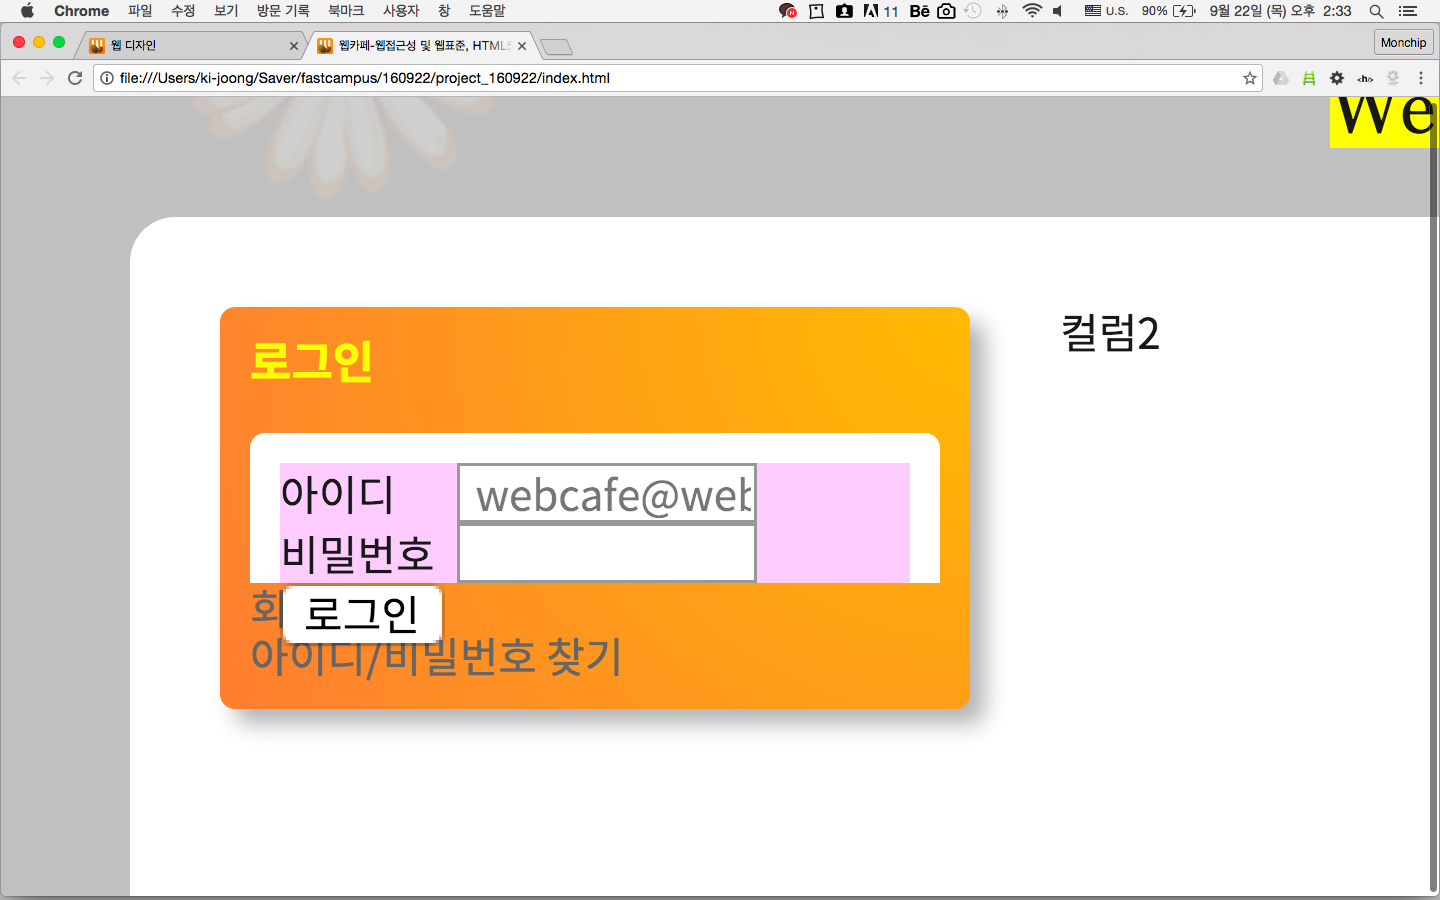 Chrome 파일 수정 보기 방문 기록 북마크 사용자 창 도움말 11 Bē U.S. 90% 9월 22일 (목) 오후 2:33
웹 디자인 웹카페-웹접근성 및 웹표준, HTML5 Monchip
file:///Users/ki-joong/Saver/fastcampus/160922/project_160922/index.html <h/>
We
컬럼2
로그인
아이디 webcafe@web
비밀번호
회
로그인
아이디/비밀번호 찾기